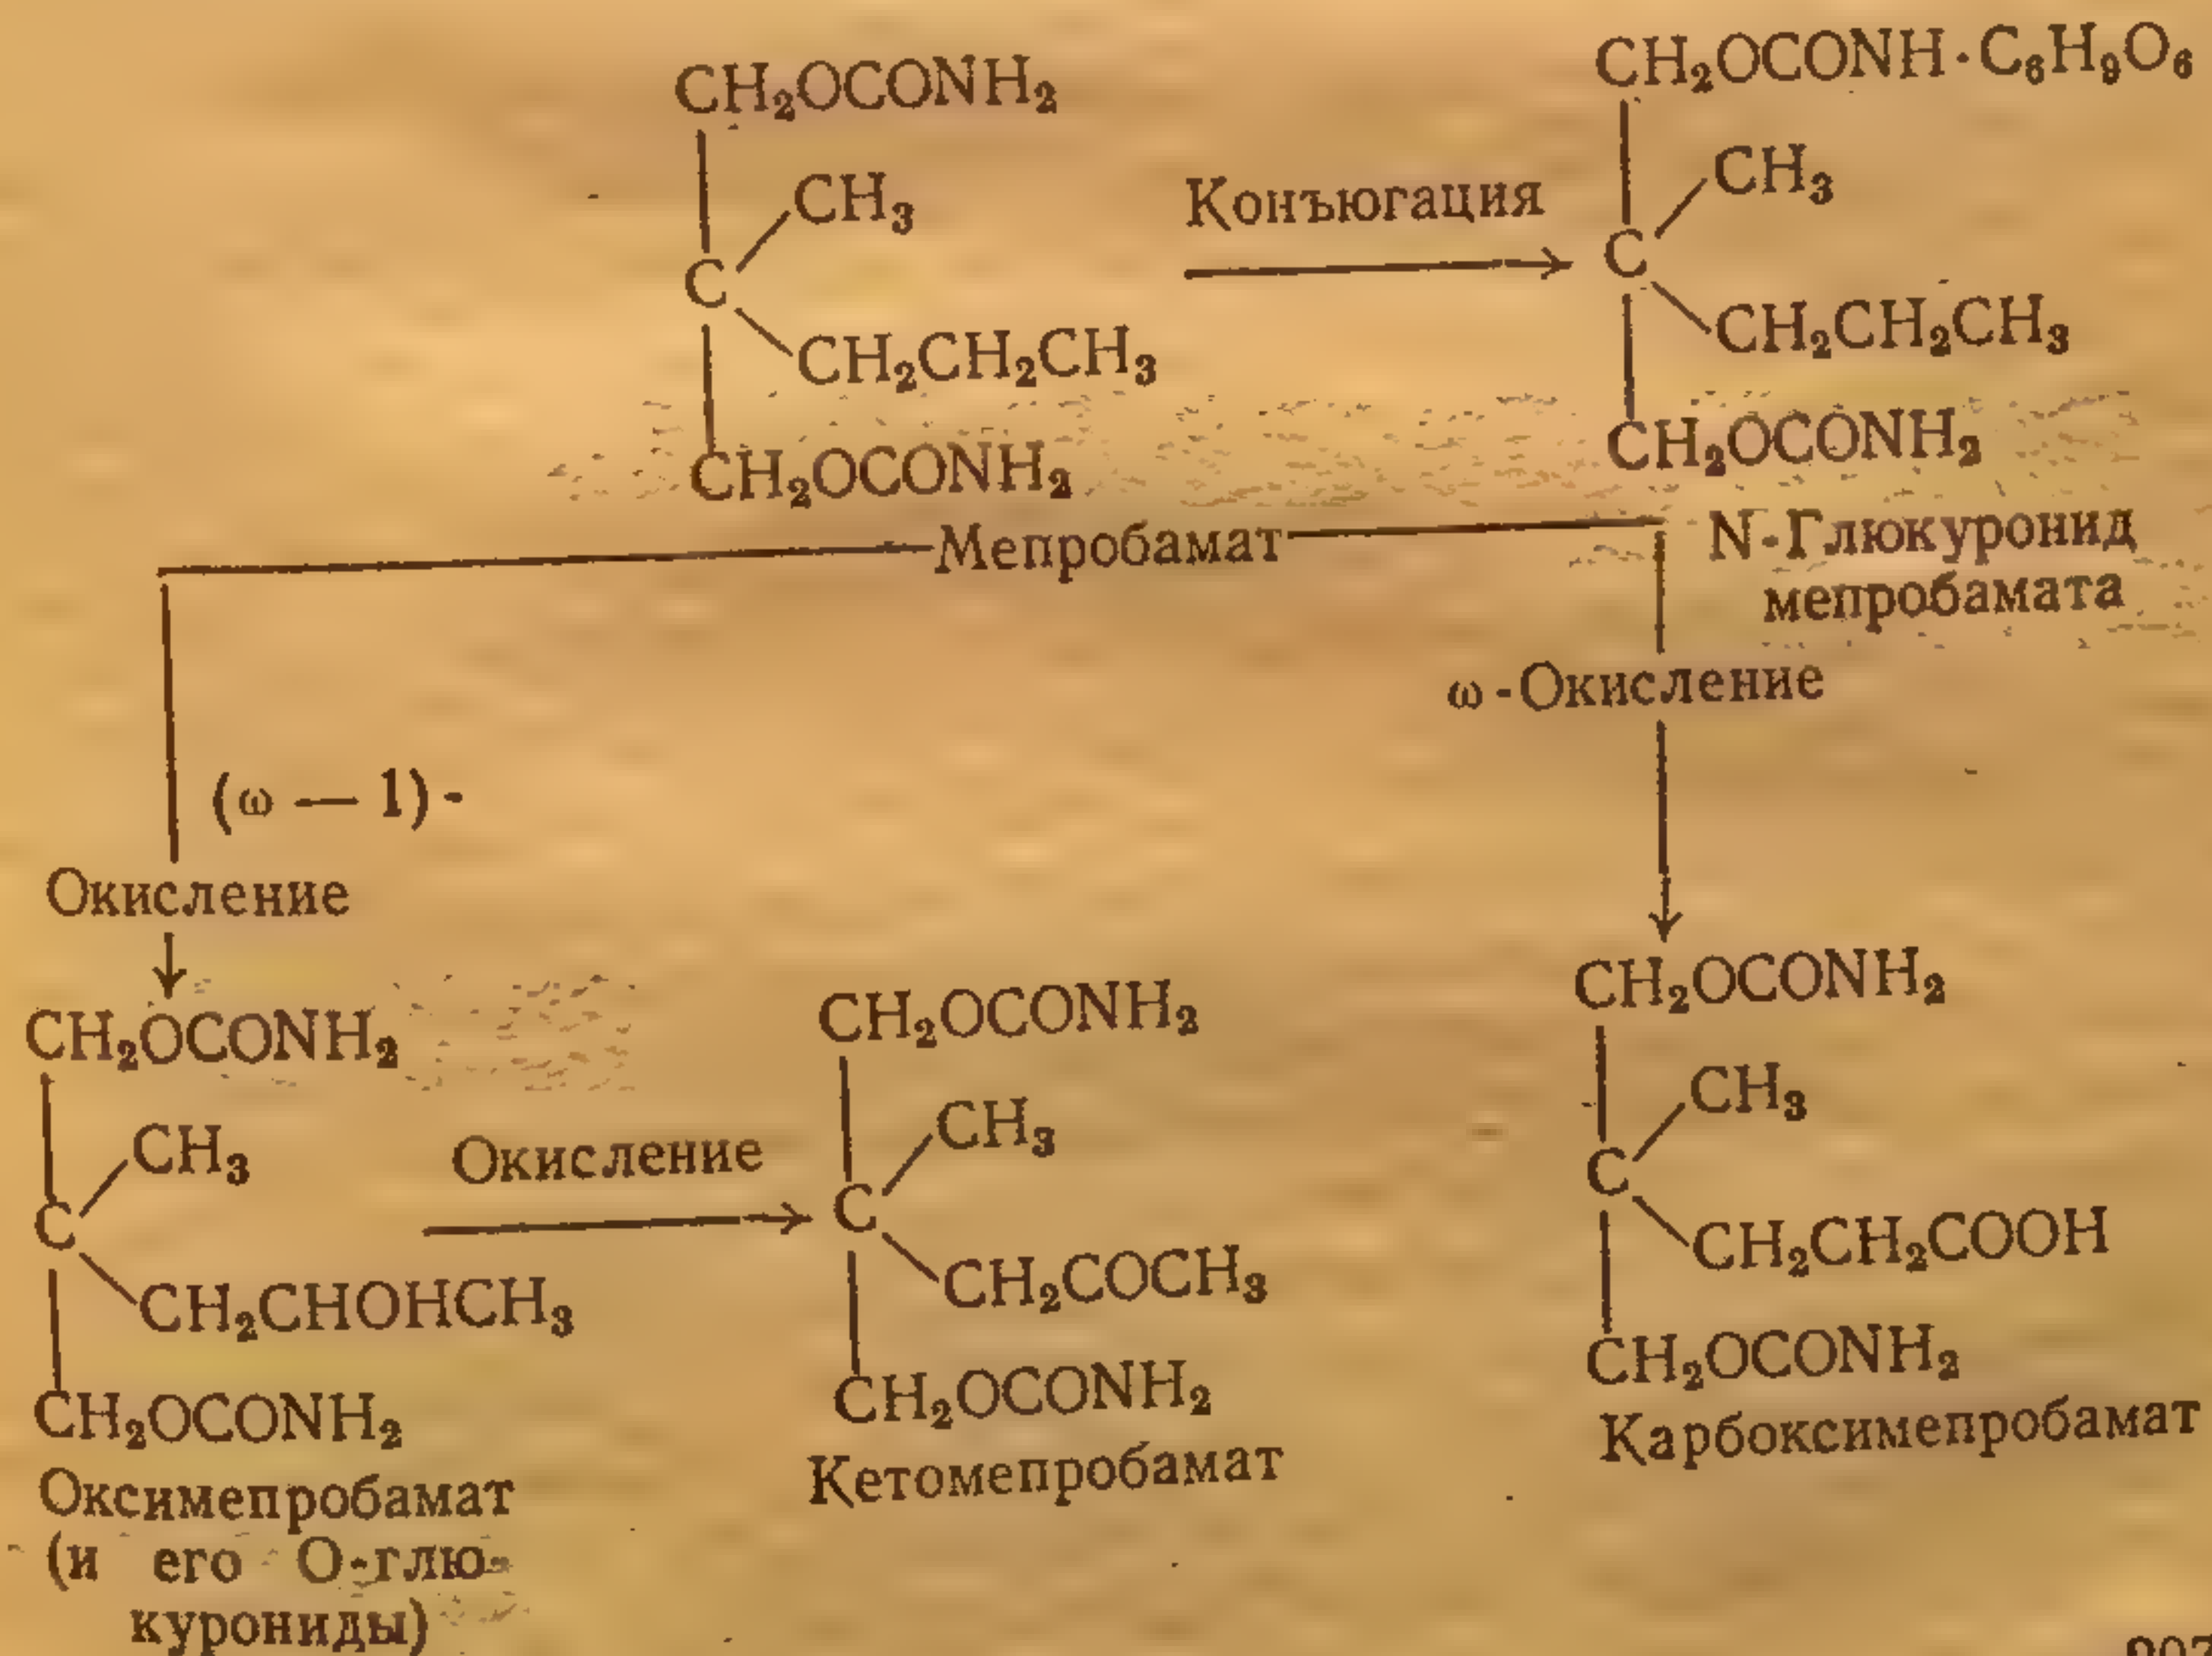 CH₂OCONH₂
CH₂OCONH·C₆H₉O₆
CH₃
CH₃
Конъюгация
C
C
CH₂CH₂CH₃
CH₂CH₂CH₃
CH₂OCONH₂
CH₂OCONH₂
Мепробамат
N-Глюкуронид
мепробамата
ω-Окисление
(ω — 1)-
Окисление
CH₂OCONH₂
CH₂OCONH₂
CH₂OCONH₂
CH₃
CH₃
CH₃
Окисление
C
C
C
CH₂CHOHCH₃
CH₂COCH₃
CH₂CH₂COOH
CH₂OCONH₂
CH₂OCONH₂
CH₂OCONH₂
Оксимепробамат
(и его О-глю-
курониды)
Кетомепробамат
Карбоксимепробамат